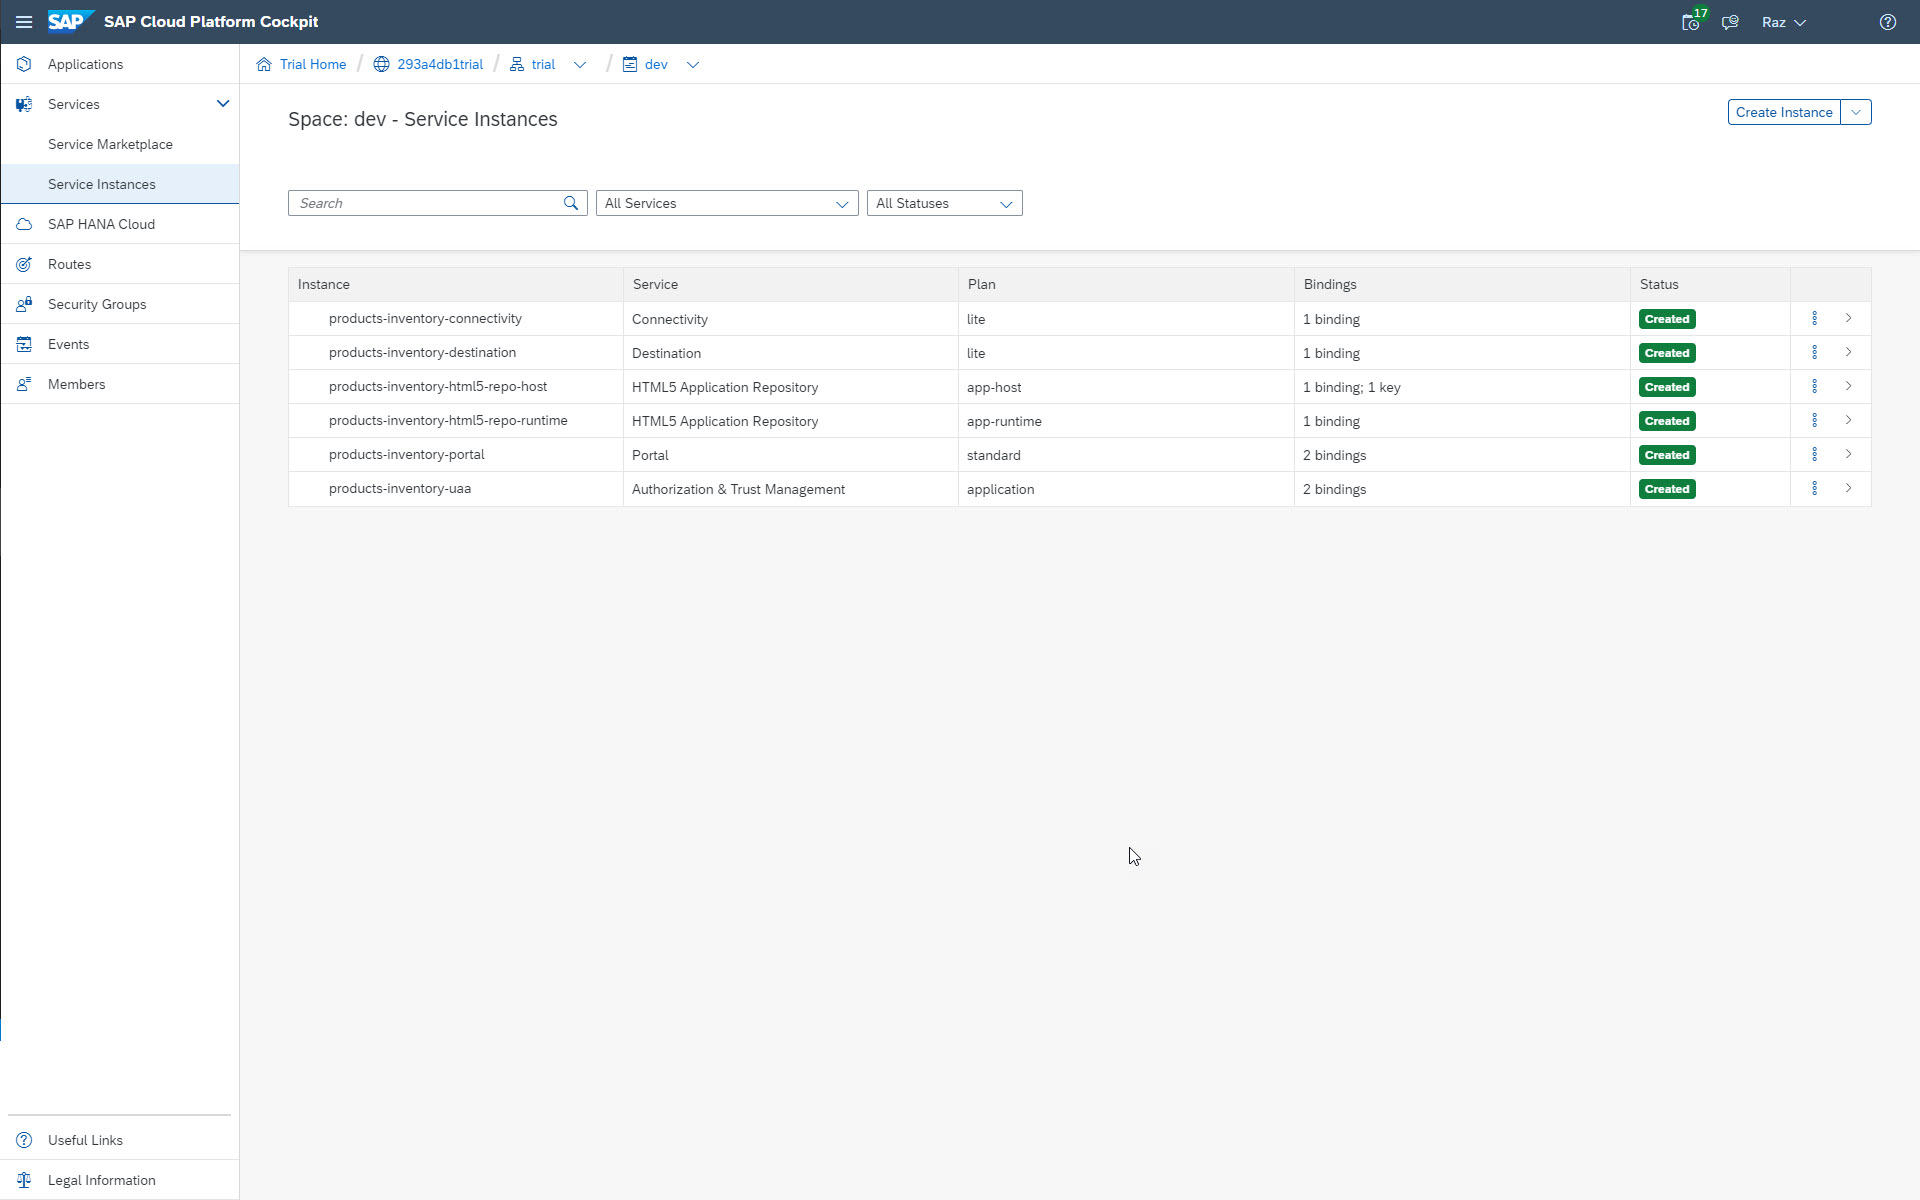 SAP SAP Cloud Platform Cockpit 17 Raz
Applications
Services
Service Marketplace
Service Instances
SAP HANA Cloud
Routes
Security Groups
Events
Members
Useful Links
Legal Information
Trial Home / 293a4db1trial / trial / dev
Space: dev - Service Instances
Create Instance
Search All Services All Statuses
Instance Service Plan Bindings Status
products-inventory-connectivity Connectivity lite 1 binding Created
products-inventory-destination Destination lite 1 binding Created
products-inventory-html5-repo-host HTML5 Application Repository app-host 1 binding; 1 key Created
products-inventory-html5-repo-runtime HTML5 Application Repository app-runtime 1 binding Created
products-inventory-portal Portal standard 2 bindings Created
products-inventory-uaa Authorization & Trust Management application 2 bindings Created